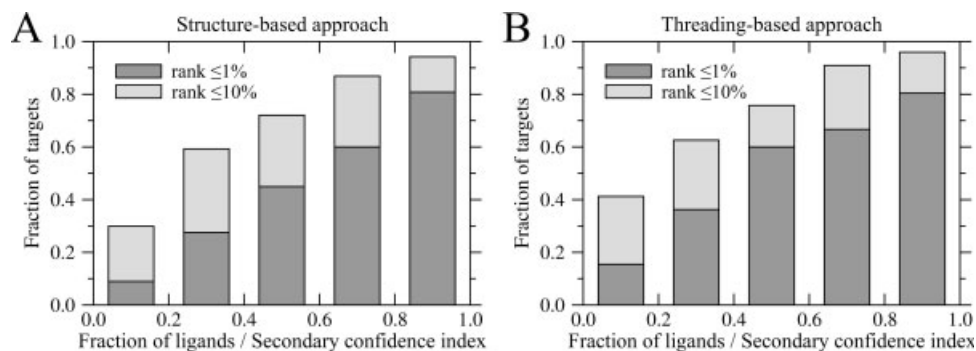 A
Structure-based approach
1.0
0.8
0.6
0.4
0.2
0.0
Fraction of targets
rank ≤1%
rank ≤10%
0.0 0.2 0.4 0.6 0.8 1.0
Fraction of ligands / Secondary confidence index
B
Threading-based approach
1.0
0.8
0.6
0.4
0.2
0.0
Fraction of targets
rank ≤1%
rank ≤10%
0.0 0.2 0.4 0.6 0.8 1.0
Fraction of ligands / Secondary confidence index